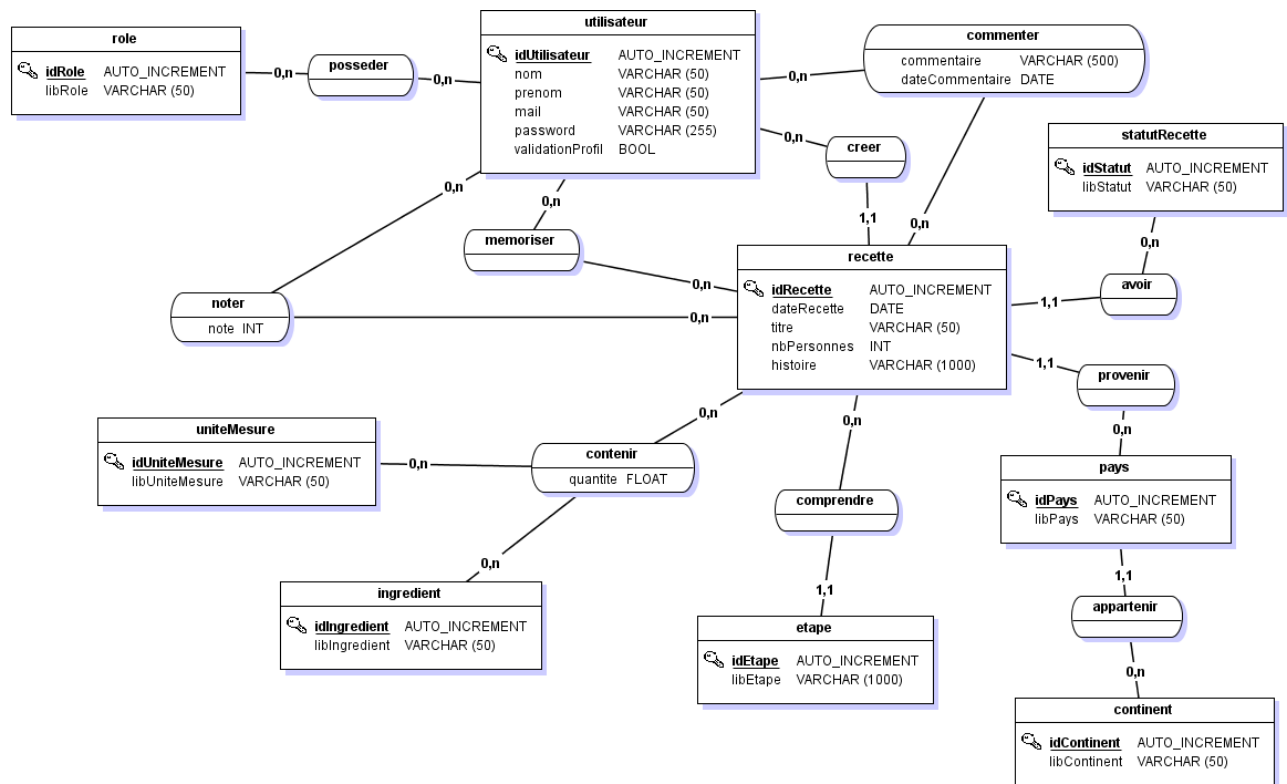 role
idRole AUTO_INCREMENT
libRole VARCHAR (50)
0,n
posseder
0,n
utilisateur
idUtilisateur AUTO_INCREMENT
nom VARCHAR (50)
prenom VARCHAR (50)
mail VARCHAR (50)
password VARCHAR (255)
validationProfil BOOL
0,n
commenter
commentaire VARCHAR (500)
dateCommentaire DATE
0,n
creer
1,1
0,n
statutRecette
idStatut AUTO_INCREMENT
libStatut VARCHAR (50)
0,n
avoir
1,1
0,n
0,n
memoriser
0,n
noter
note INT
0,n
recette
idRecette AUTO_INCREMENT
dateRecette DATE
titre VARCHAR (50)
nbPersonnes INT
histoire VARCHAR (1000)
1,1
provenir
0,n
uniteMesure
idUniteMesure AUTO_INCREMENT
libUniteMesure VARCHAR (50)
0,n
0,n
contenir
quantite FLOAT
0,n
0,n
comprendre
1,1
pays
idPays AUTO_INCREMENT
libPays VARCHAR (50)
1,1
appartenir
0,n
ingredient
idIngredient AUTO_INCREMENT
libIngredient VARCHAR (50)
etape
idEtape AUTO_INCREMENT
libEtape VARCHAR (1000)
continent
idContinent AUTO_INCREMENT
libContinent VARCHAR (50)